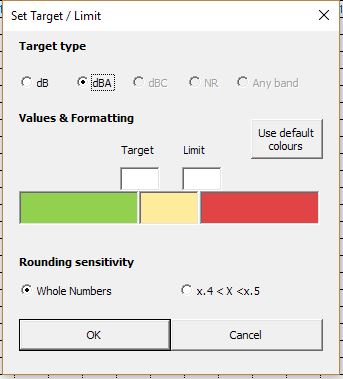 Set Target / Limit
Target type
dB dBA dBC NR Any band
Values & Formatting
Use default
colours
Target Limit
Rounding sensitivity
Whole Numbers x.4 < X <x.5
OK Cancel